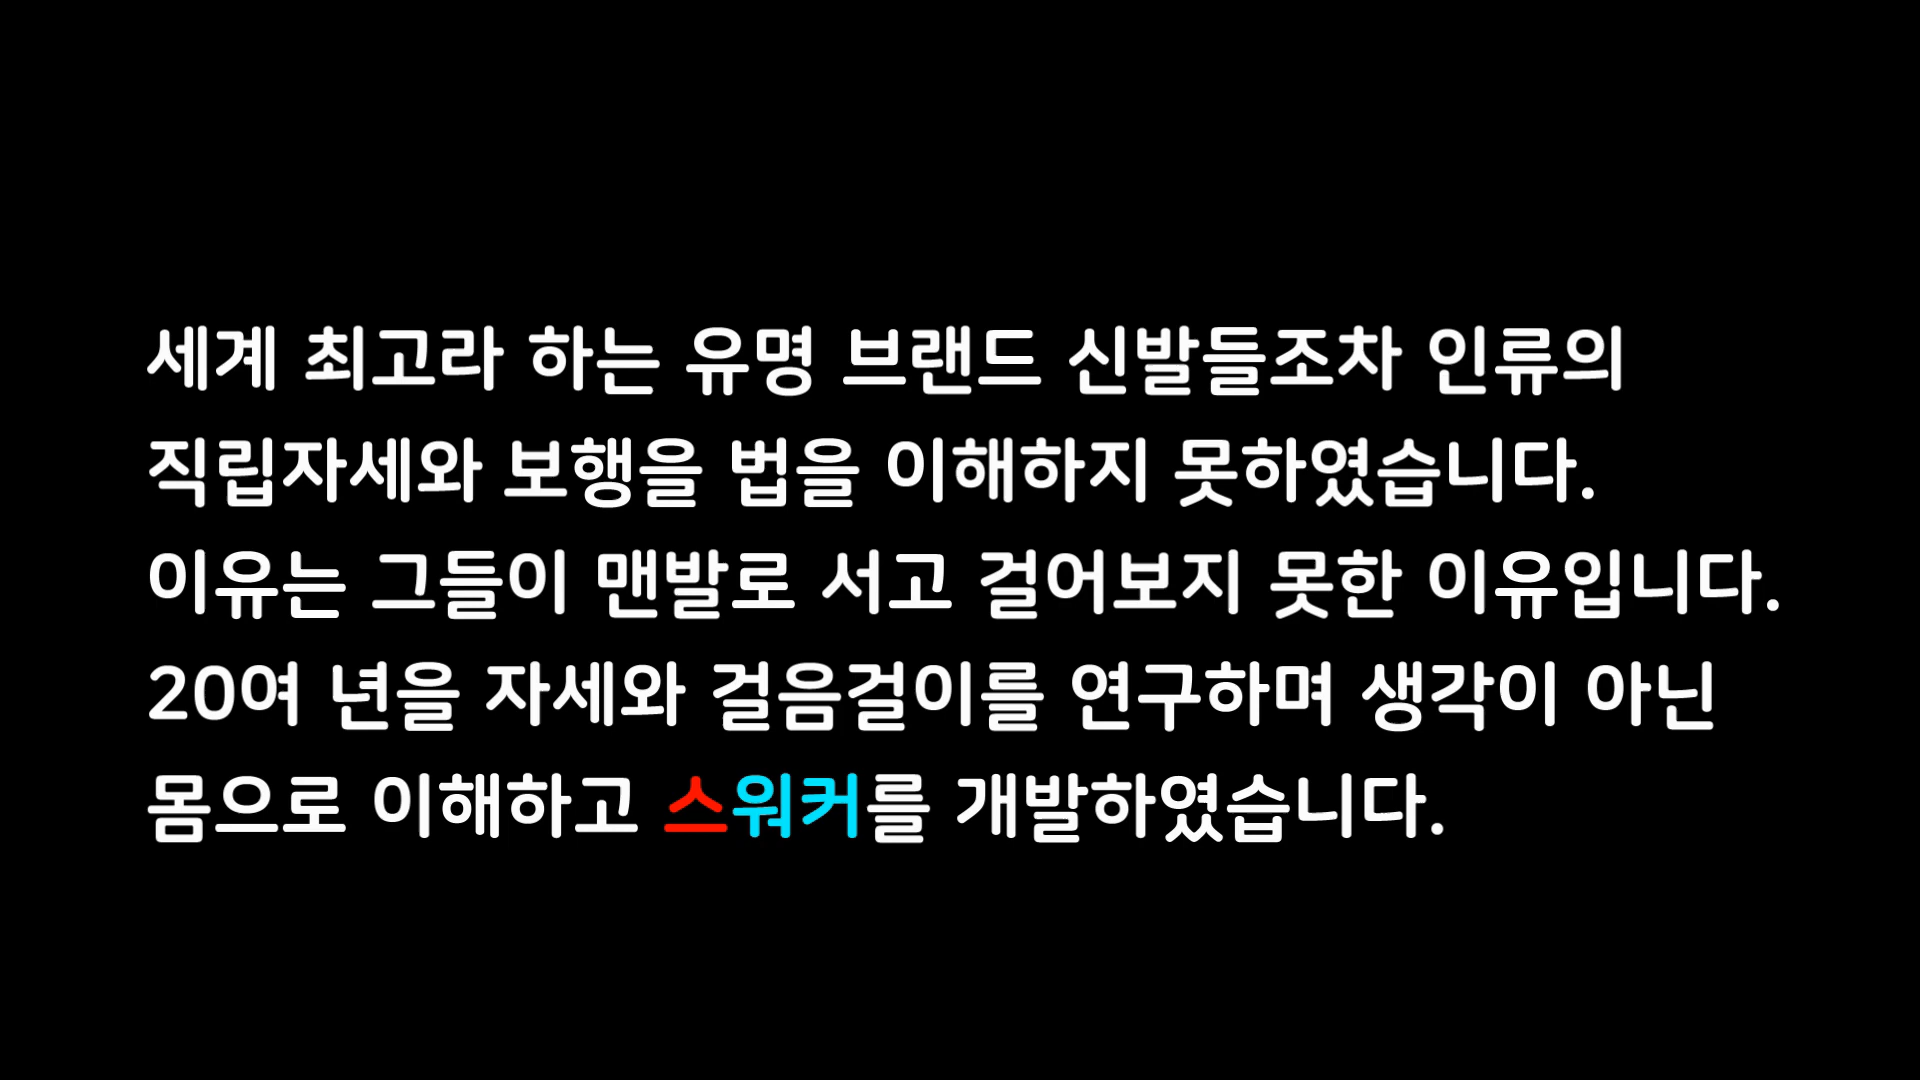 세계 최고라 하는 유명 브랜드 신발들조차 인류의
직립자세와 보행을 법을 이해하지 못하였습니다.
이유는 그들이 맨발로 서고 걸어보지 못한 이유입니다.
20여 년을 자세와 걸음걸이를 연구하며 생각이 아닌
몸으로 이해하고 스워커를 개발하였습니다.